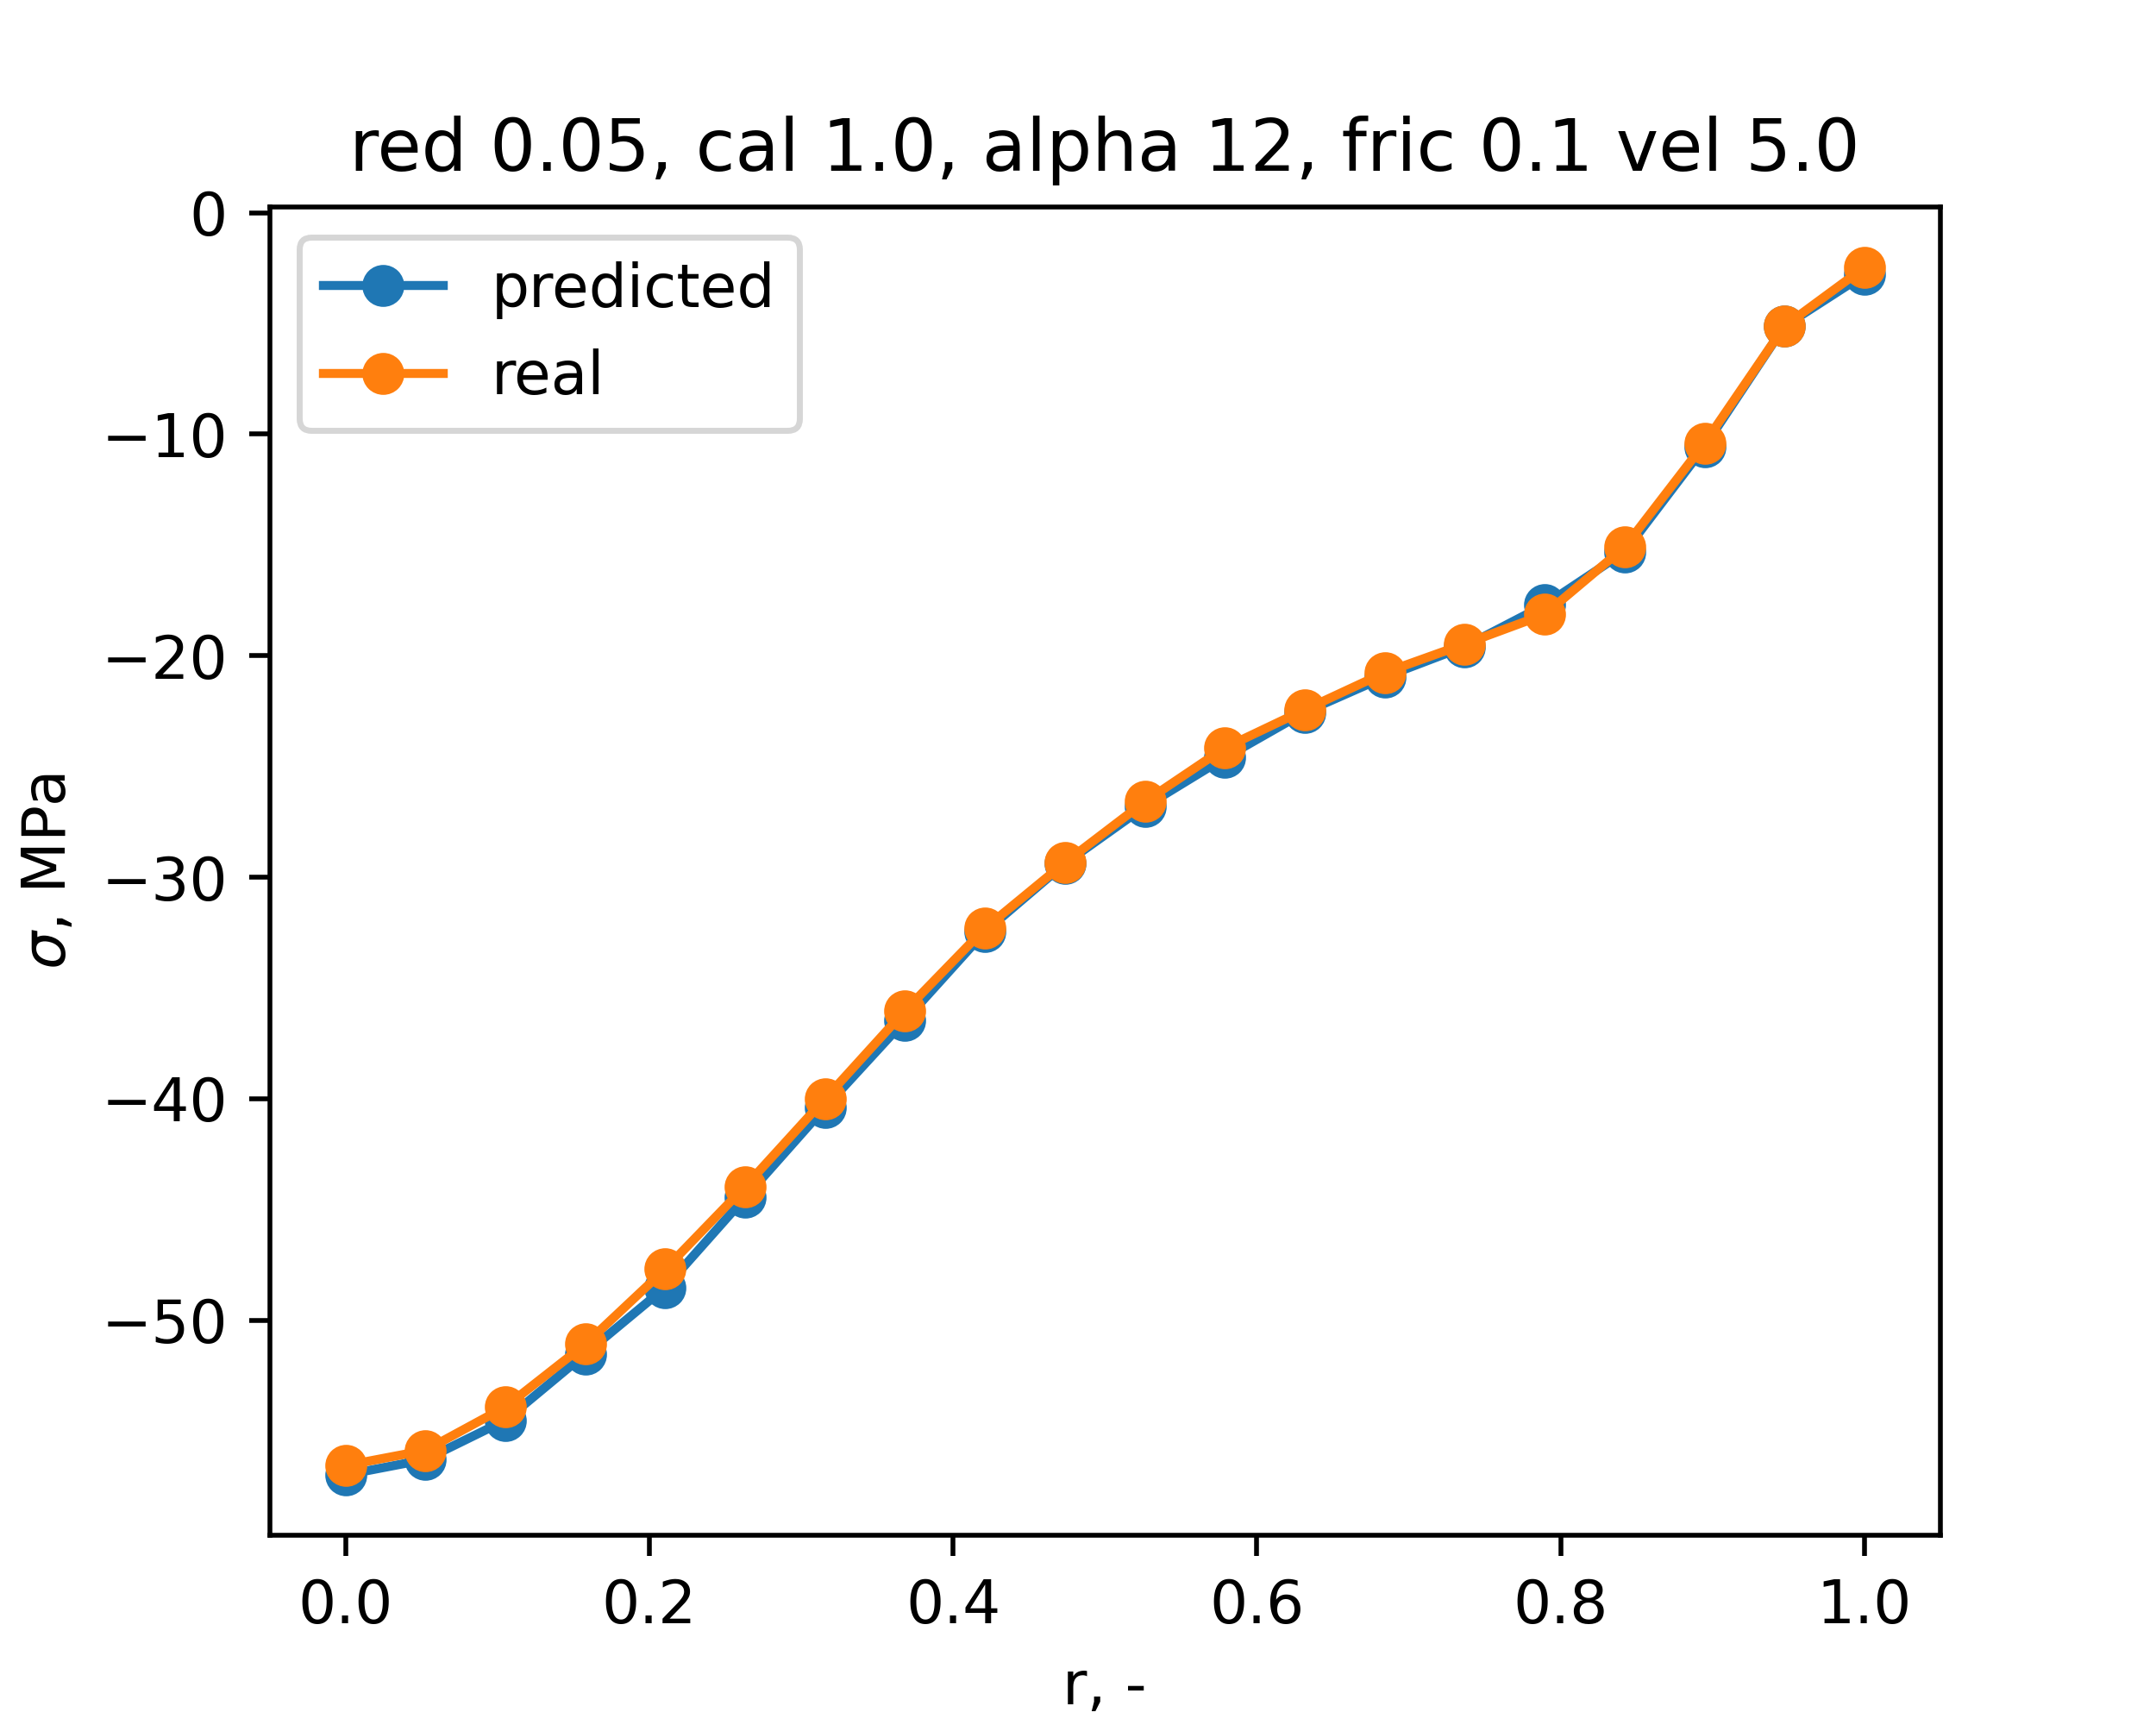 red 0.05, cal 1.0, alpha 12, fric 0.1 vel 5.0
predicted
real
0
−10
−20
−30
−40
−50
σ, MPa
0.0 0.2 0.4 0.6 0.8 1.0
r, -